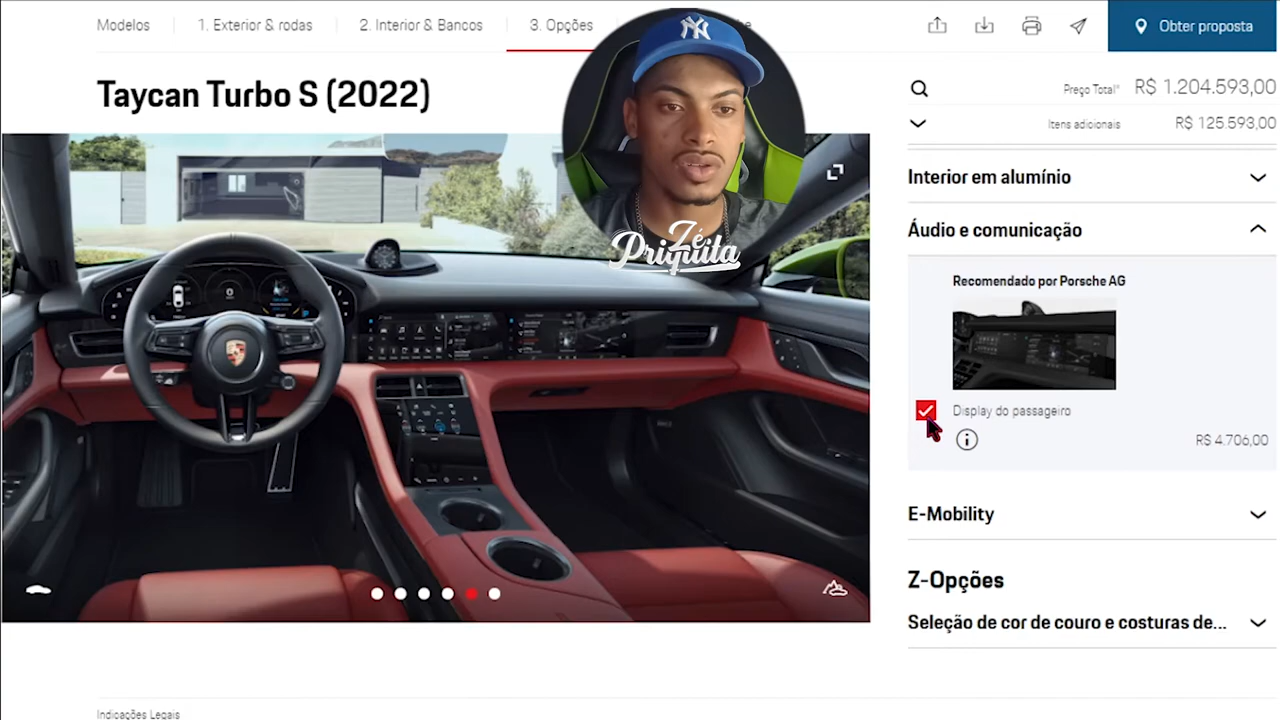 Modelos
1. Exterior & rodas
2. Interior & Bancos
3. Opções
Obter proposta
Taycan Turbo S (2022)
Preço Total
R$ 1.204.593,00
Itens adicionais
R$ 125.593,00
NY
Zé
Priquita
Interior em alumínio
Áudio e comunicação
Recomendado por Porsche AG
Display do passageiro
R$ 4.706,00
E-Mobility
Z-Opções
Seleção de cor de couro e costuras de...
Indicações Legais